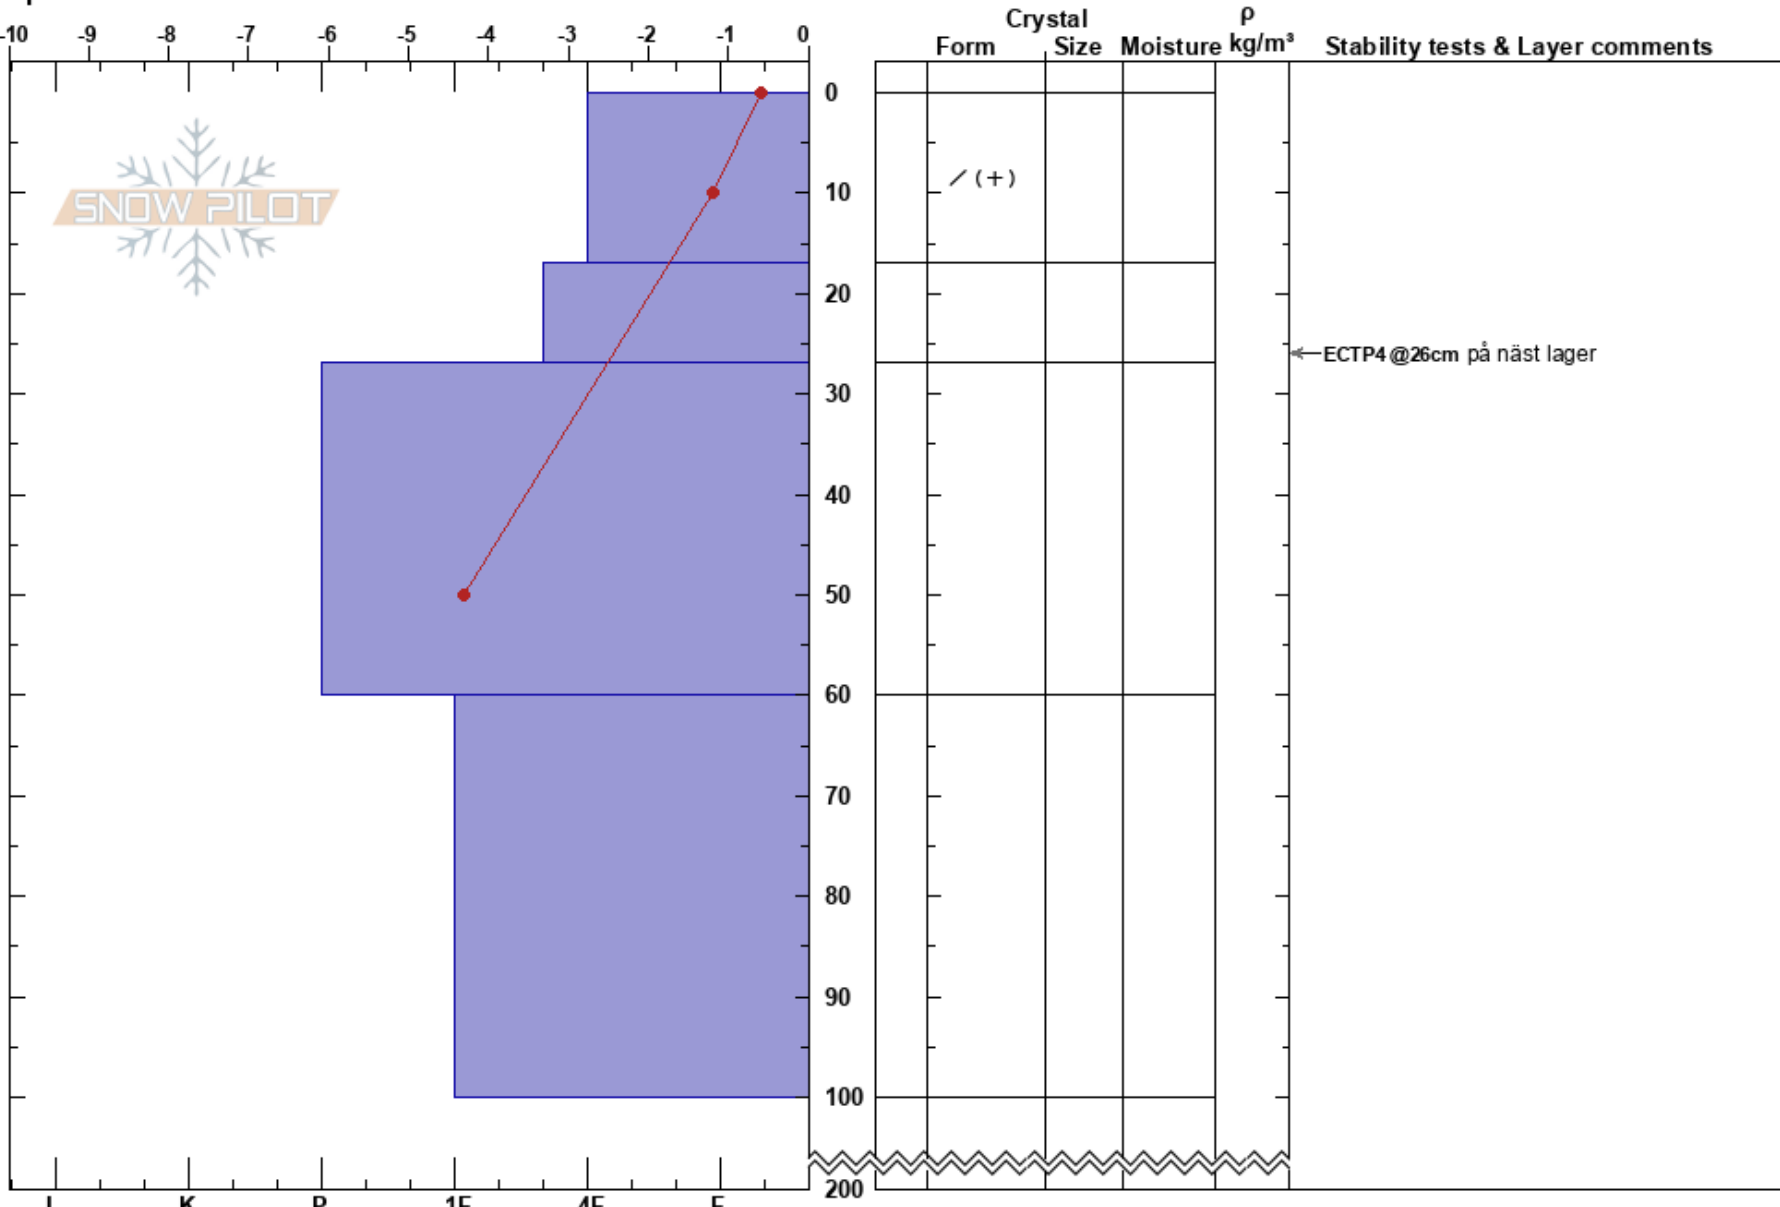 Crystal ρ
-10 -9 -8 -7 -6 -5 -4 -3 -2 -1 0
Form Size Moisture kg/m³ Stability tests & Layer comments
0
SNOW PILOT
/ (+)
10
20
ECTP4@26cm på näst lager
30
40
50
60
70
80
90
100
200
I K P 1F 4F F